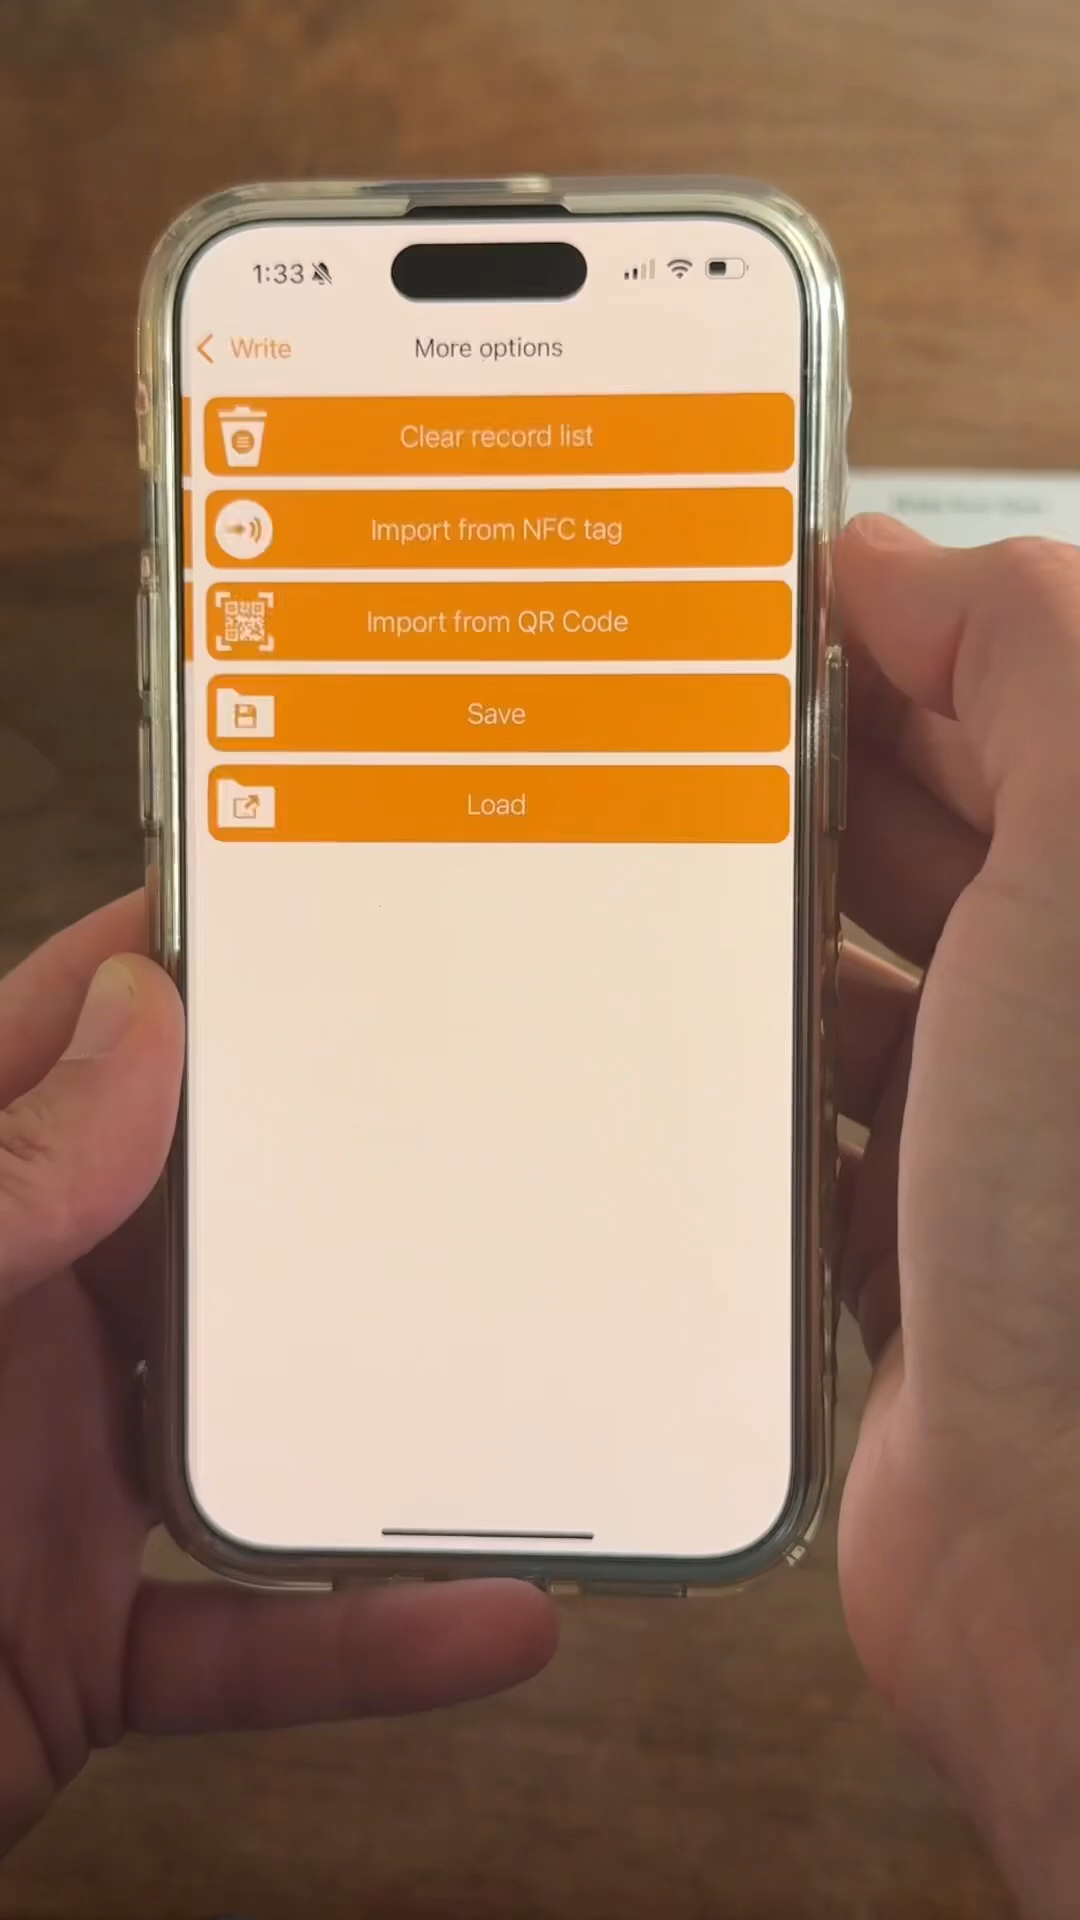 1:33
Write
More options
Clear record list
Import from NFC tag
Import from QR Code
Save
Load